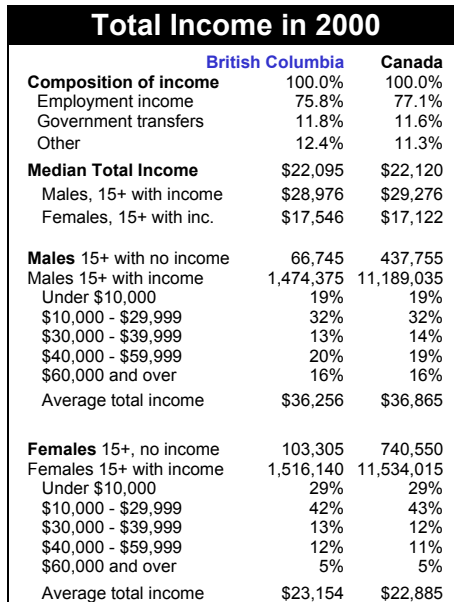 Total Income in 2000
British Columbia Canada
Composition of income 100.0% 100.0%
Employment income 75.8% 77.1%
Government transfers 11.8% 11.6%
Other 12.4% 11.3%
Median Total Income $22,095 $22,120
Males, 15+ with income $28,976 $29,276
Females, 15+ with inc. $17,546 $17,122
Males 15+ with no income 66,745 437,755
Males 15+ with income 1,474,375 11,189,035
Under $10,000 19% 19%
$10,000 - $29,999 32% 32%
$30,000 - $39,999 13% 14%
$40,000 - $59,999 20% 19%
$60,000 and over 16% 16%
Average total income $36,256 $36,865
Females 15+, no income 103,305 740,550
Females 15+ with income 1,516,140 11,534,015
Under $10,000 29% 29%
$10,000 - $29,999 42% 43%
$30,000 - $39,999 13% 12%
$40,000 - $59,999 12% 11%
$60,000 and over 5% 5%
Average total income $23,154 $22,885